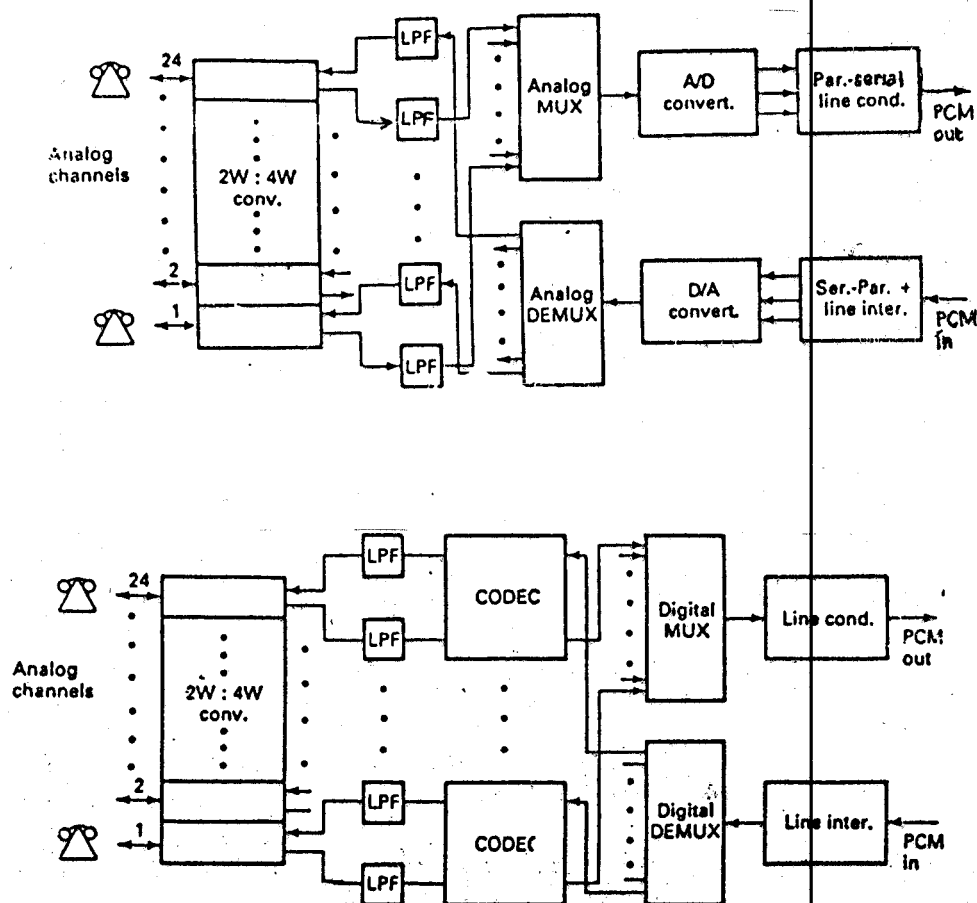 24
Analog
channels
2W : 4W
conv.
2
1
LPF
LPF
LPF
LPF
Analog
MUX
A/D
convert.
Par.-serial
line cond.
PCM
out
Analog
DEMUX
D/A
convert.
Ser.-Par. +
line inter.
PCM
in
24
Analog
channels
2W : 4W
conv.
2
1
LPF
LPF
LPF
LPF
CODEC
CODEC
Digital
MUX
Line cond.
PCM
out
Digital
DEMUX
Line inter.
PCM
in